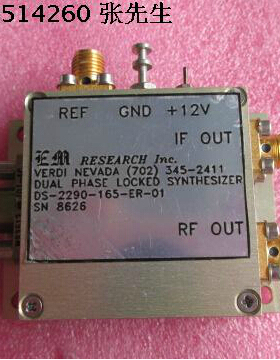 514260 张先生
REF GND +12V
IF OUT
EM RESEARCH Inc.
VERDI NEVADA (702) 345-2411
DUAL PHASE LOCKED SYNTHESIZER
DS-2290-165-ER-01
SN 8626
RF OUT